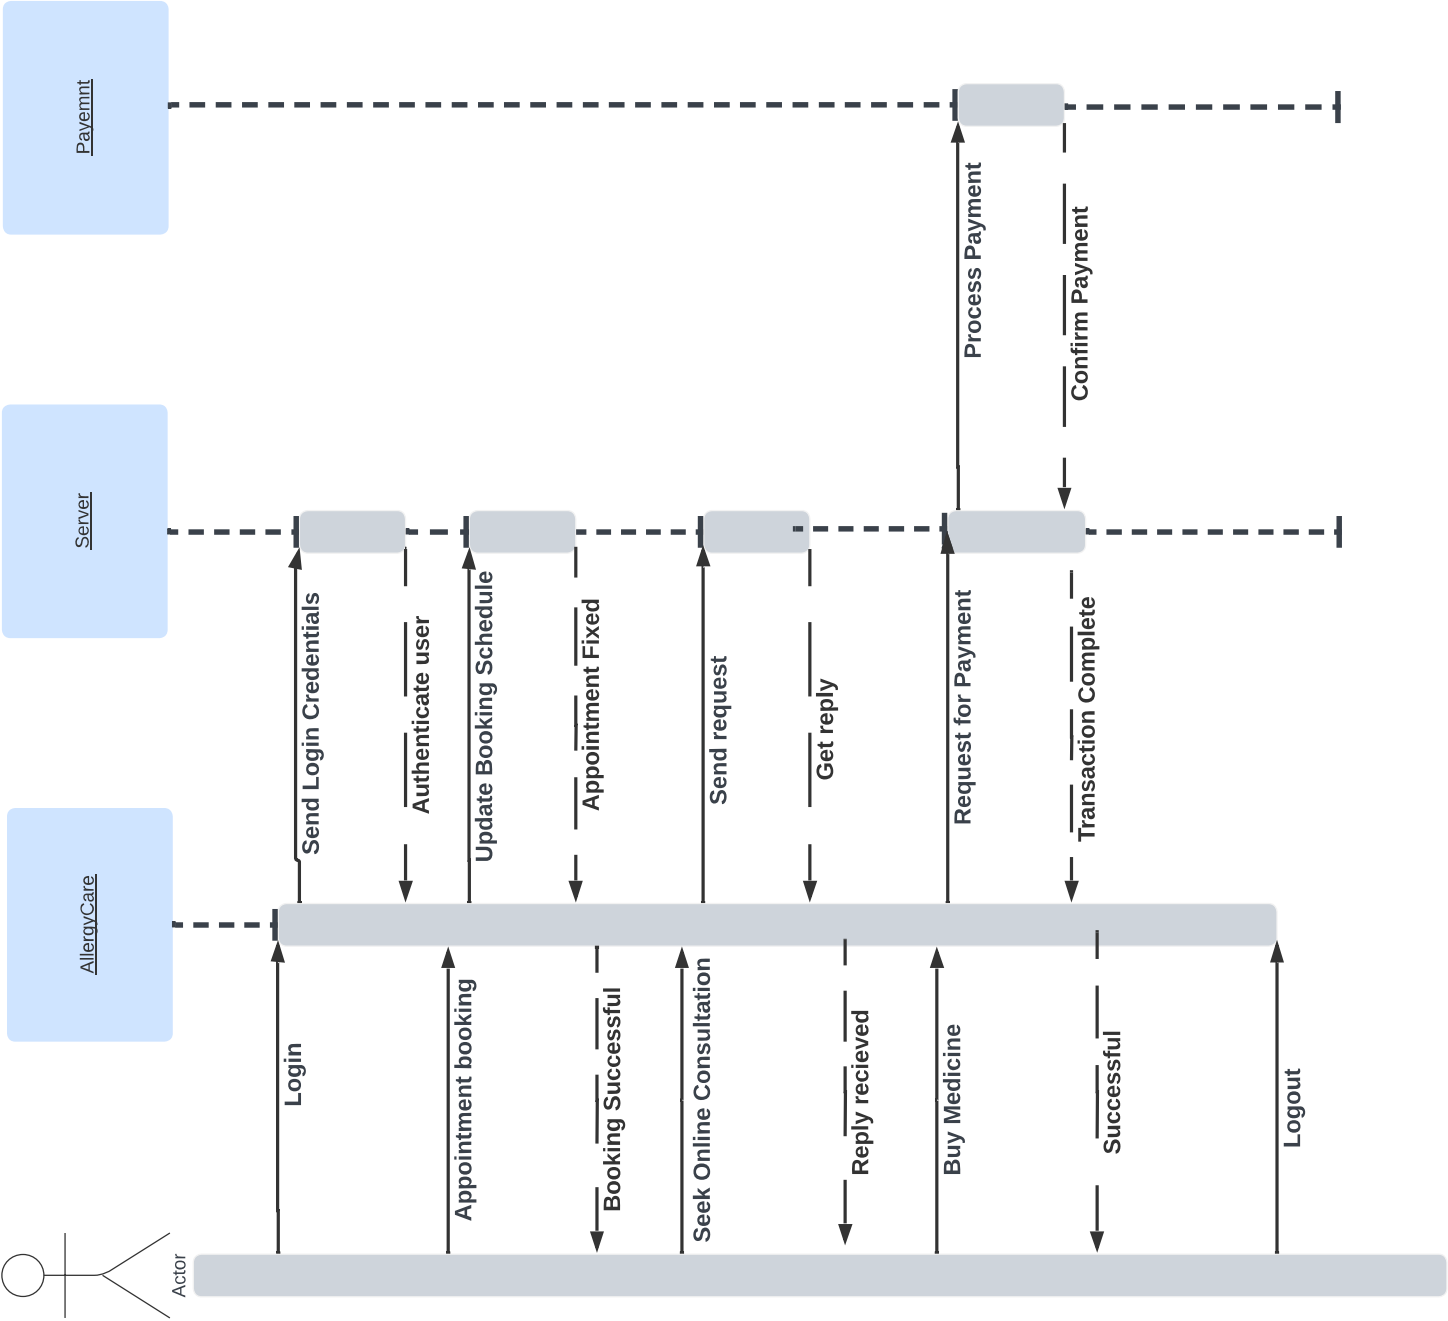 Actor
AllergyCare
Server
Payemnt
Login
Send Login Credentials
Authenticate user
Appointment booking
Update Booking Schedule
Appointment Fixed
Booking Successful
Seek Online Consultation
Send request
Get reply
Reply recieved
Buy Medicine
Request for Payment
Process Payment
Confirm Payment
Transaction Complete
Successful
Logout